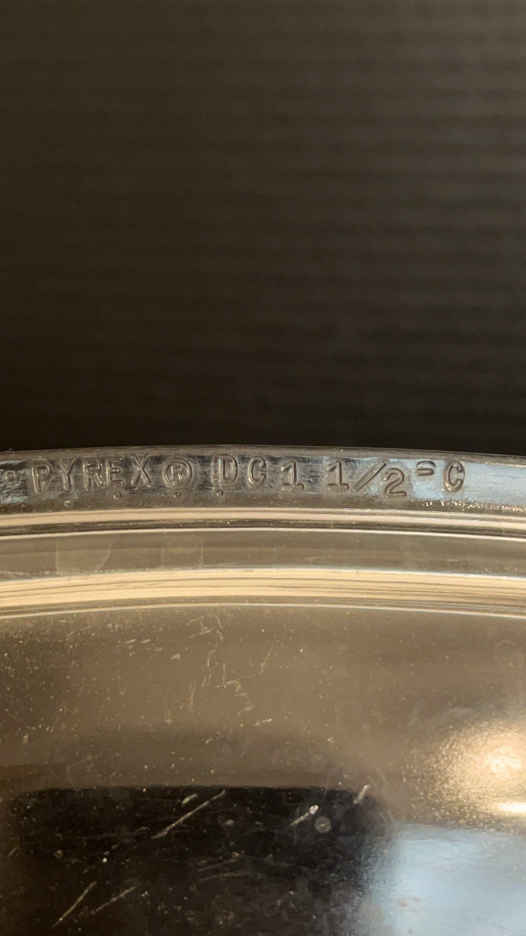 PYREX ® DC 1 1/2=C